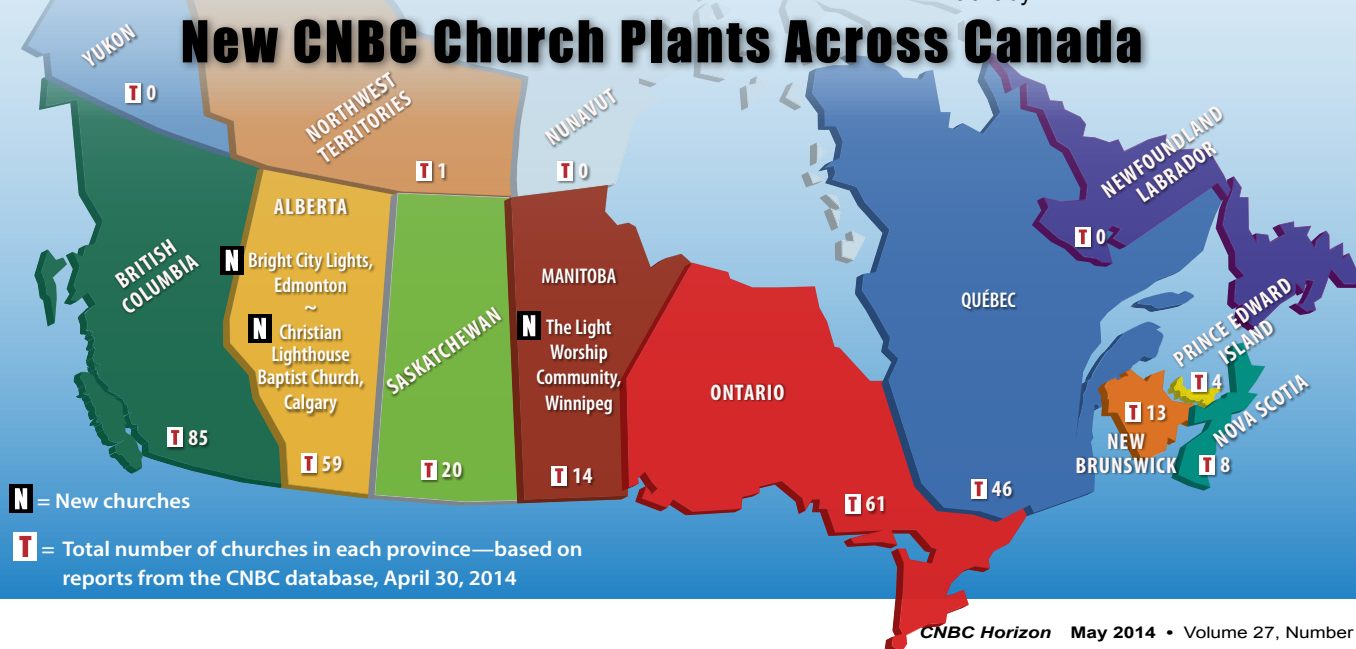 New CNBC Church Plants Across Canada
YUKON
T 0
NORTHWEST
TERRITORIES
T 1
NUNAVUT
T 0
BRITISH
COLUMBIA
T 85
ALBERTA
N Bright City Lights,
Edmonton
~
N Christian
Lighthouse
Baptist Church,
Calgary
T 59
SASKATCHEWAN
T 20
MANITOBA
N The Light
Worship
Community,
Winnipeg
T 14
ONTARIO
T 61
QUÉBEC
T 46
NEWFOUNDLAND
LABRADOR
T 0
PRINCE EDWARD
ISLAND
T 4
T 13
NEW
BRUNSWICK
NOVA SCOTIA
T 8
N = New churches
T = Total number of churches in each province—based on
reports from the CNBC database, April 30, 2014
CNBC Horizon May 2014 • Volume 27, Number